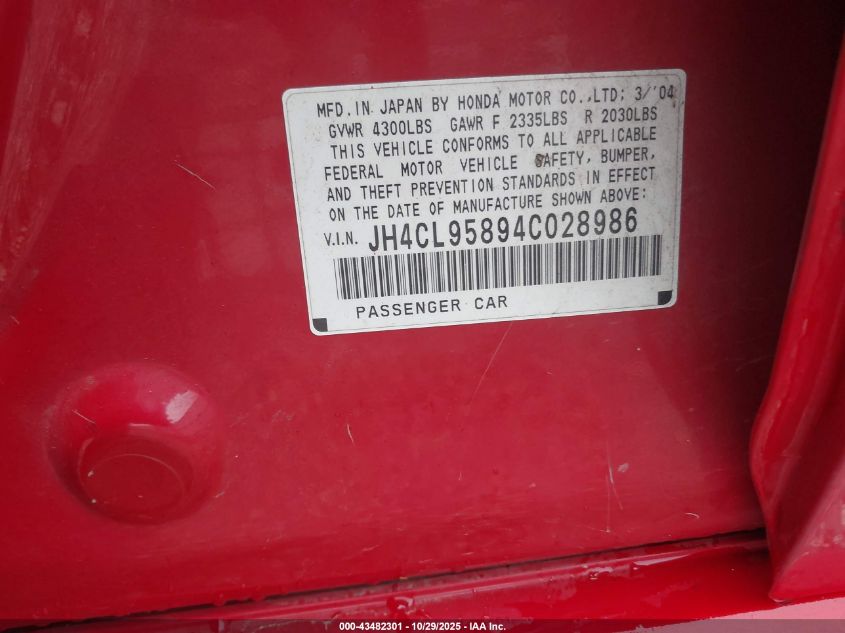 MFD. IN JAPAN BY HONDA MOTOR CO.,LTD; 3/'04
GVWR 4300LBS GAWR F 2335LBS R 2030LBS
THIS VEHICLE CONFORMS TO ALL APPLICABLE
FEDERAL MOTOR VEHICLE SAFETY, BUMPER,
AND THEFT PREVENTION STANDARDS IN EFFECT
ON THE DATE OF MANUFACTURE SHOWN ABOVE:
V.I.N. JH4CL95894C028986
PASSENGER CAR
000-43482301 - 10/29/2025 - IAA Inc.